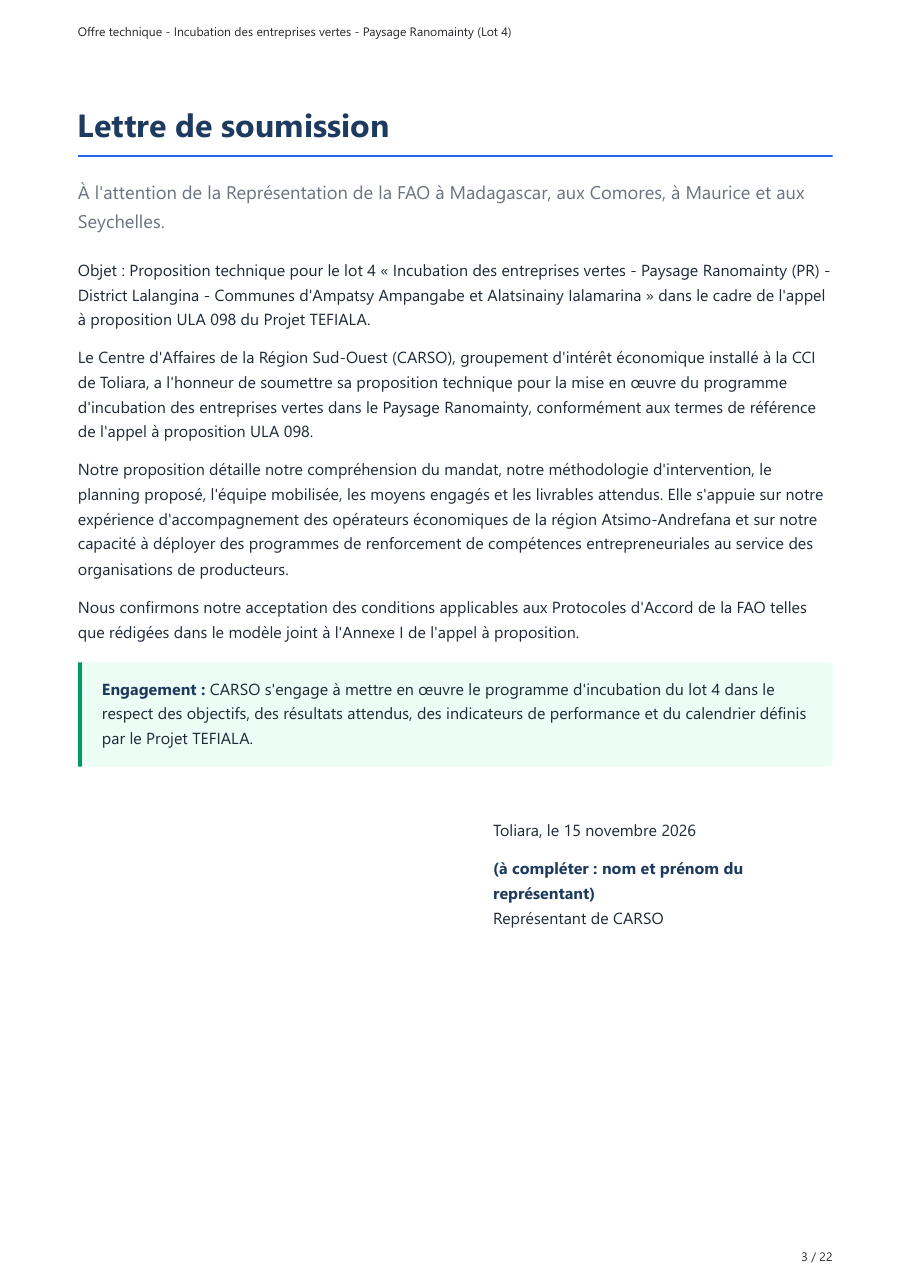 Offre technique - Incubation des entreprises vertes - Paysage Ranomainty (Lot 4)
Lettre de soumission
À l'attention de la Représentation de la FAO à Madagascar, aux Comores, à Maurice et aux
Seychelles.
Objet : Proposition technique pour le lot 4 « Incubation des entreprises vertes - Paysage Ranomainty (PR) -
District Lalangina - Communes d'Ampatsy Ampangabe et Alatsinainy Ialamarina » dans le cadre de l'appel
à proposition ULA 098 du Projet TEFIALA.
Le Centre d'Affaires de la Région Sud-Ouest (CARSO), groupement d'intérêt économique installé à la CCI
de Toliara, a l'honneur de soumettre sa proposition technique pour la mise en œuvre du programme
d'incubation des entreprises vertes dans le Paysage Ranomainty, conformément aux termes de référence
de l'appel à proposition ULA 098.
Notre proposition détaille notre compréhension du mandat, notre méthodologie d'intervention, le
planning proposé, l'équipe mobilisée, les moyens engagés et les livrables attendus. Elle s'appuie sur notre
expérience d'accompagnement des opérateurs économiques de la région Atsimo-Andrefana et sur notre
capacité à déployer des programmes de renforcement de compétences entrepreneuriales au service des
organisations de producteurs.
Nous confirmons notre acceptation des conditions applicables aux Protocoles d'Accord de la FAO telles
que rédigées dans le modèle joint à l'Annexe I de l'appel à proposition.
Engagement : CARSO s'engage à mettre en œuvre le programme d'incubation du lot 4 dans le
respect des objectifs, des résultats attendus, des indicateurs de performance et du calendrier définis
par le Projet TEFIALA.
Toliara, le 15 novembre 2026
(à compléter : nom et prénom du
représentant)
Représentant de CARSO
3 / 22